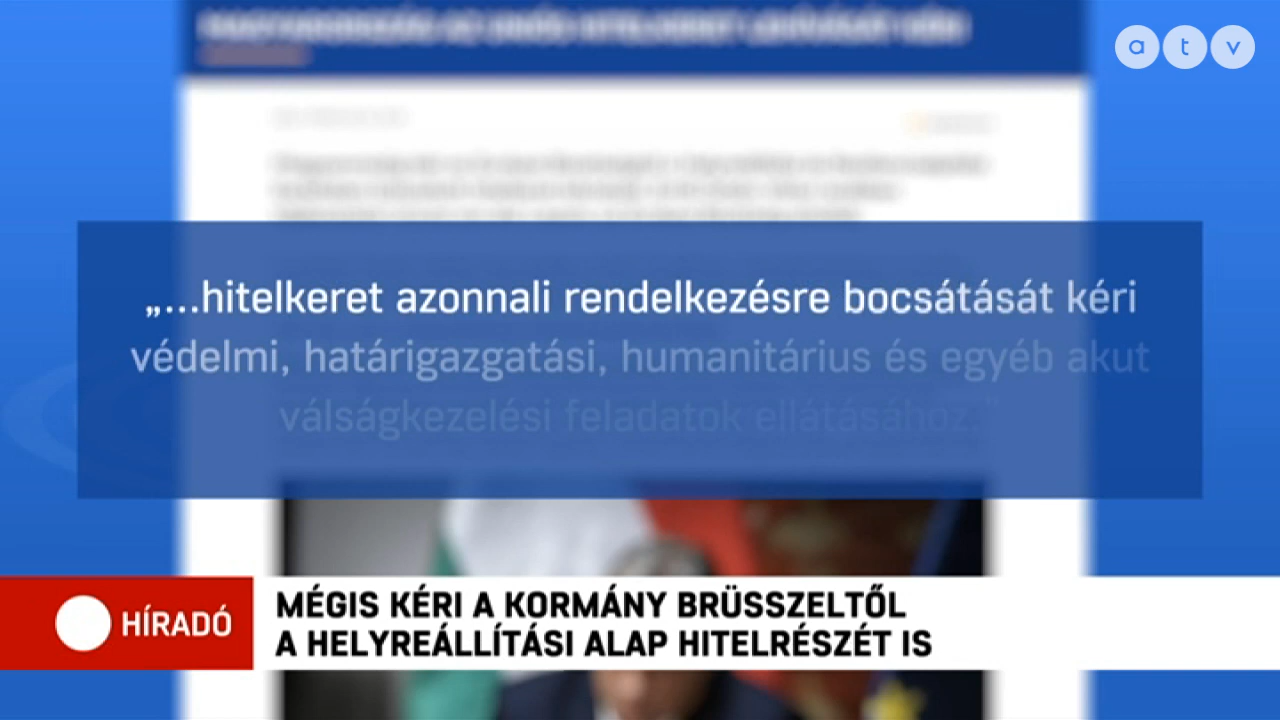 atv
„...hitelkeret azonnali rendelkezésre bocsátását kéri
védelmi, határigazgatási, humanitárius és egyéb akut
válságkezelési feladatok ellátásához."
HÍRADÓ
MÉGIS KÉRI A KORMÁNY BRÜSSZELTŐL
A HELYREÁLLÍTÁSI ALAP HITELRÉSZÉT IS